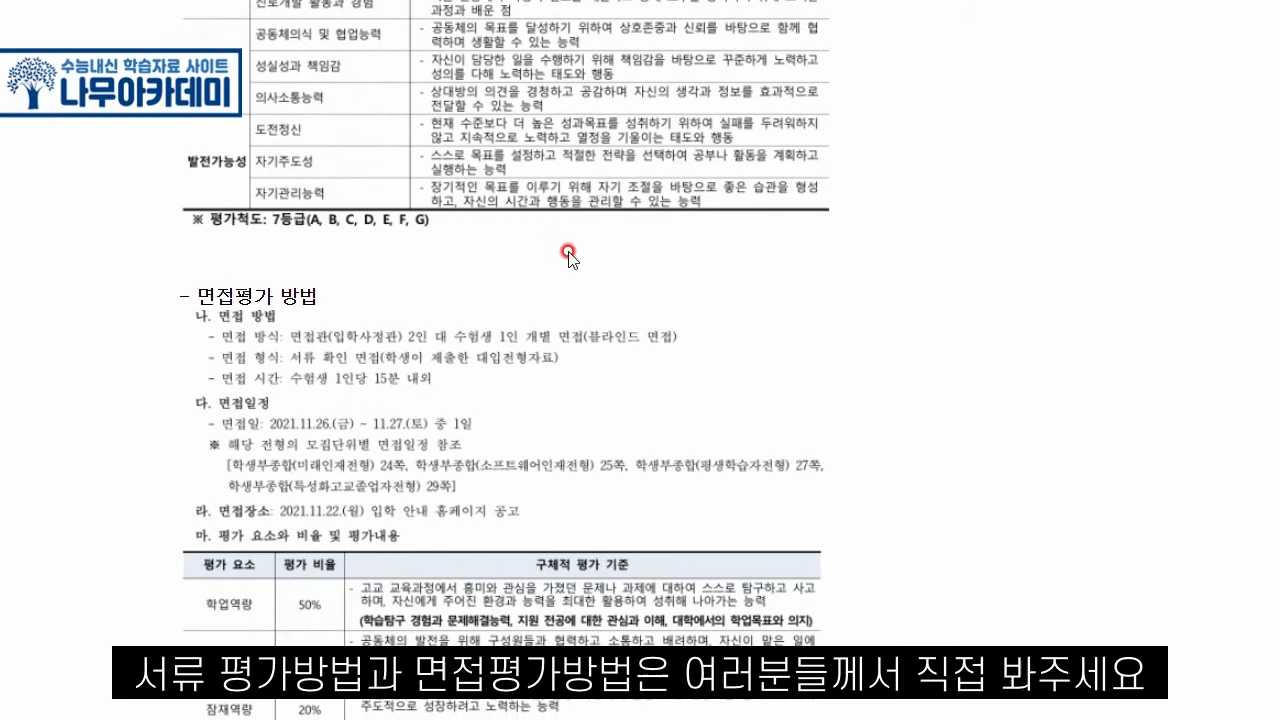 진로개발 활동과 경험
과정과 배운 점
공동체의식 및 협업능력
- 공동체의 목표를 달성하기 위하여 상호존중과 신뢰를 바탕으로 함께 협
력하며 생활할 수 있는 능력
수능내신 학습자료 사이트
나무아카데미
성실성과 책임감
- 자신이 담당한 일을 수행하기 위해 책임감을 바탕으로 꾸준하게 노력하고
성의를 다해 노력하는 태도와 행동
의사소통능력
- 상대방의 의견을 경청하고 공감하며 자신의 생각과 정보를 효과적으로
전달할 수 있는 능력
발전가능성
도전정신
- 현재 수준보다 더 높은 성과목표를 성취하기 위하여 실패를 두려워하지
않고 지속적으로 노력하고 열정을 기울이는 태도와 행동
자기주도성
- 스스로 목표를 설정하고 적절한 전략을 선택하여 공부나 활동을 계획하고
실행하는 능력
자기관리능력
- 장기적인 목표를 이루기 위해 자기 조절을 바탕으로 좋은 습관을 형성
하고, 자신의 시간과 행동을 관리할 수 있는 능력
※ 평가척도: 7등급(A, B, C, D, E, F, G)
- 면접평가 방법
나. 면접 방법
- 면접 방식: 면접관(입학사정관) 2인 대 수험생 1인 개별 면접(블라인드 면접)
- 면접 형식: 서류 확인 면접(학생이 제출한 대입전형자료)
- 면접 시간: 수험생 1인당 15분 내외
다. 면접일정
- 면접일: 2021.11.26.(금) ~ 11.27.(토) 중 1일
※ 해당 전형의 모집단위별 면접일정 참조
[학생부종합(미래인재전형) 24쪽, 학생부종합(소프트웨어인재전형) 25쪽, 학생부종합(평생학습자전형) 27쪽,
학생부종합(특성화고교졸업자전형) 29쪽]
라. 면접장소: 2021.11.22.(월) 입학 안내 홈페이지 공고
마. 평가 요소와 비율 및 평가내용
평가 요소 평가 비율 구체적 평가 기준
학업역량 50%
- 고교 교육과정에서 흥미와 관심을 가졌던 문제나 과제에 대하여 스스로 탐구하고 사고
하며, 자신에게 주어진 환경과 능력을 최대한 활용하여 성취해 나아가는 능력
(학습탐구 경험과 문제해결능력, 지원 전공에 대한 관심과 이해, 대학에서의 학업목표와 의지)
- 공동체의 발전을 위해 구성원들과 협력하고 소통하고 배려하며, 자신이 맡은 일에
서류 평가방법과 면접평가방법은 여러분들께서 직접 봐주세요
잠재역량 20%
주도적으로 성장하려고 노력하는 능력